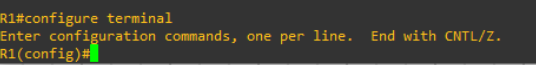 R1#configure terminal
Enter configuration commands, one per line.  End with CNTL/Z.
R1(config)#